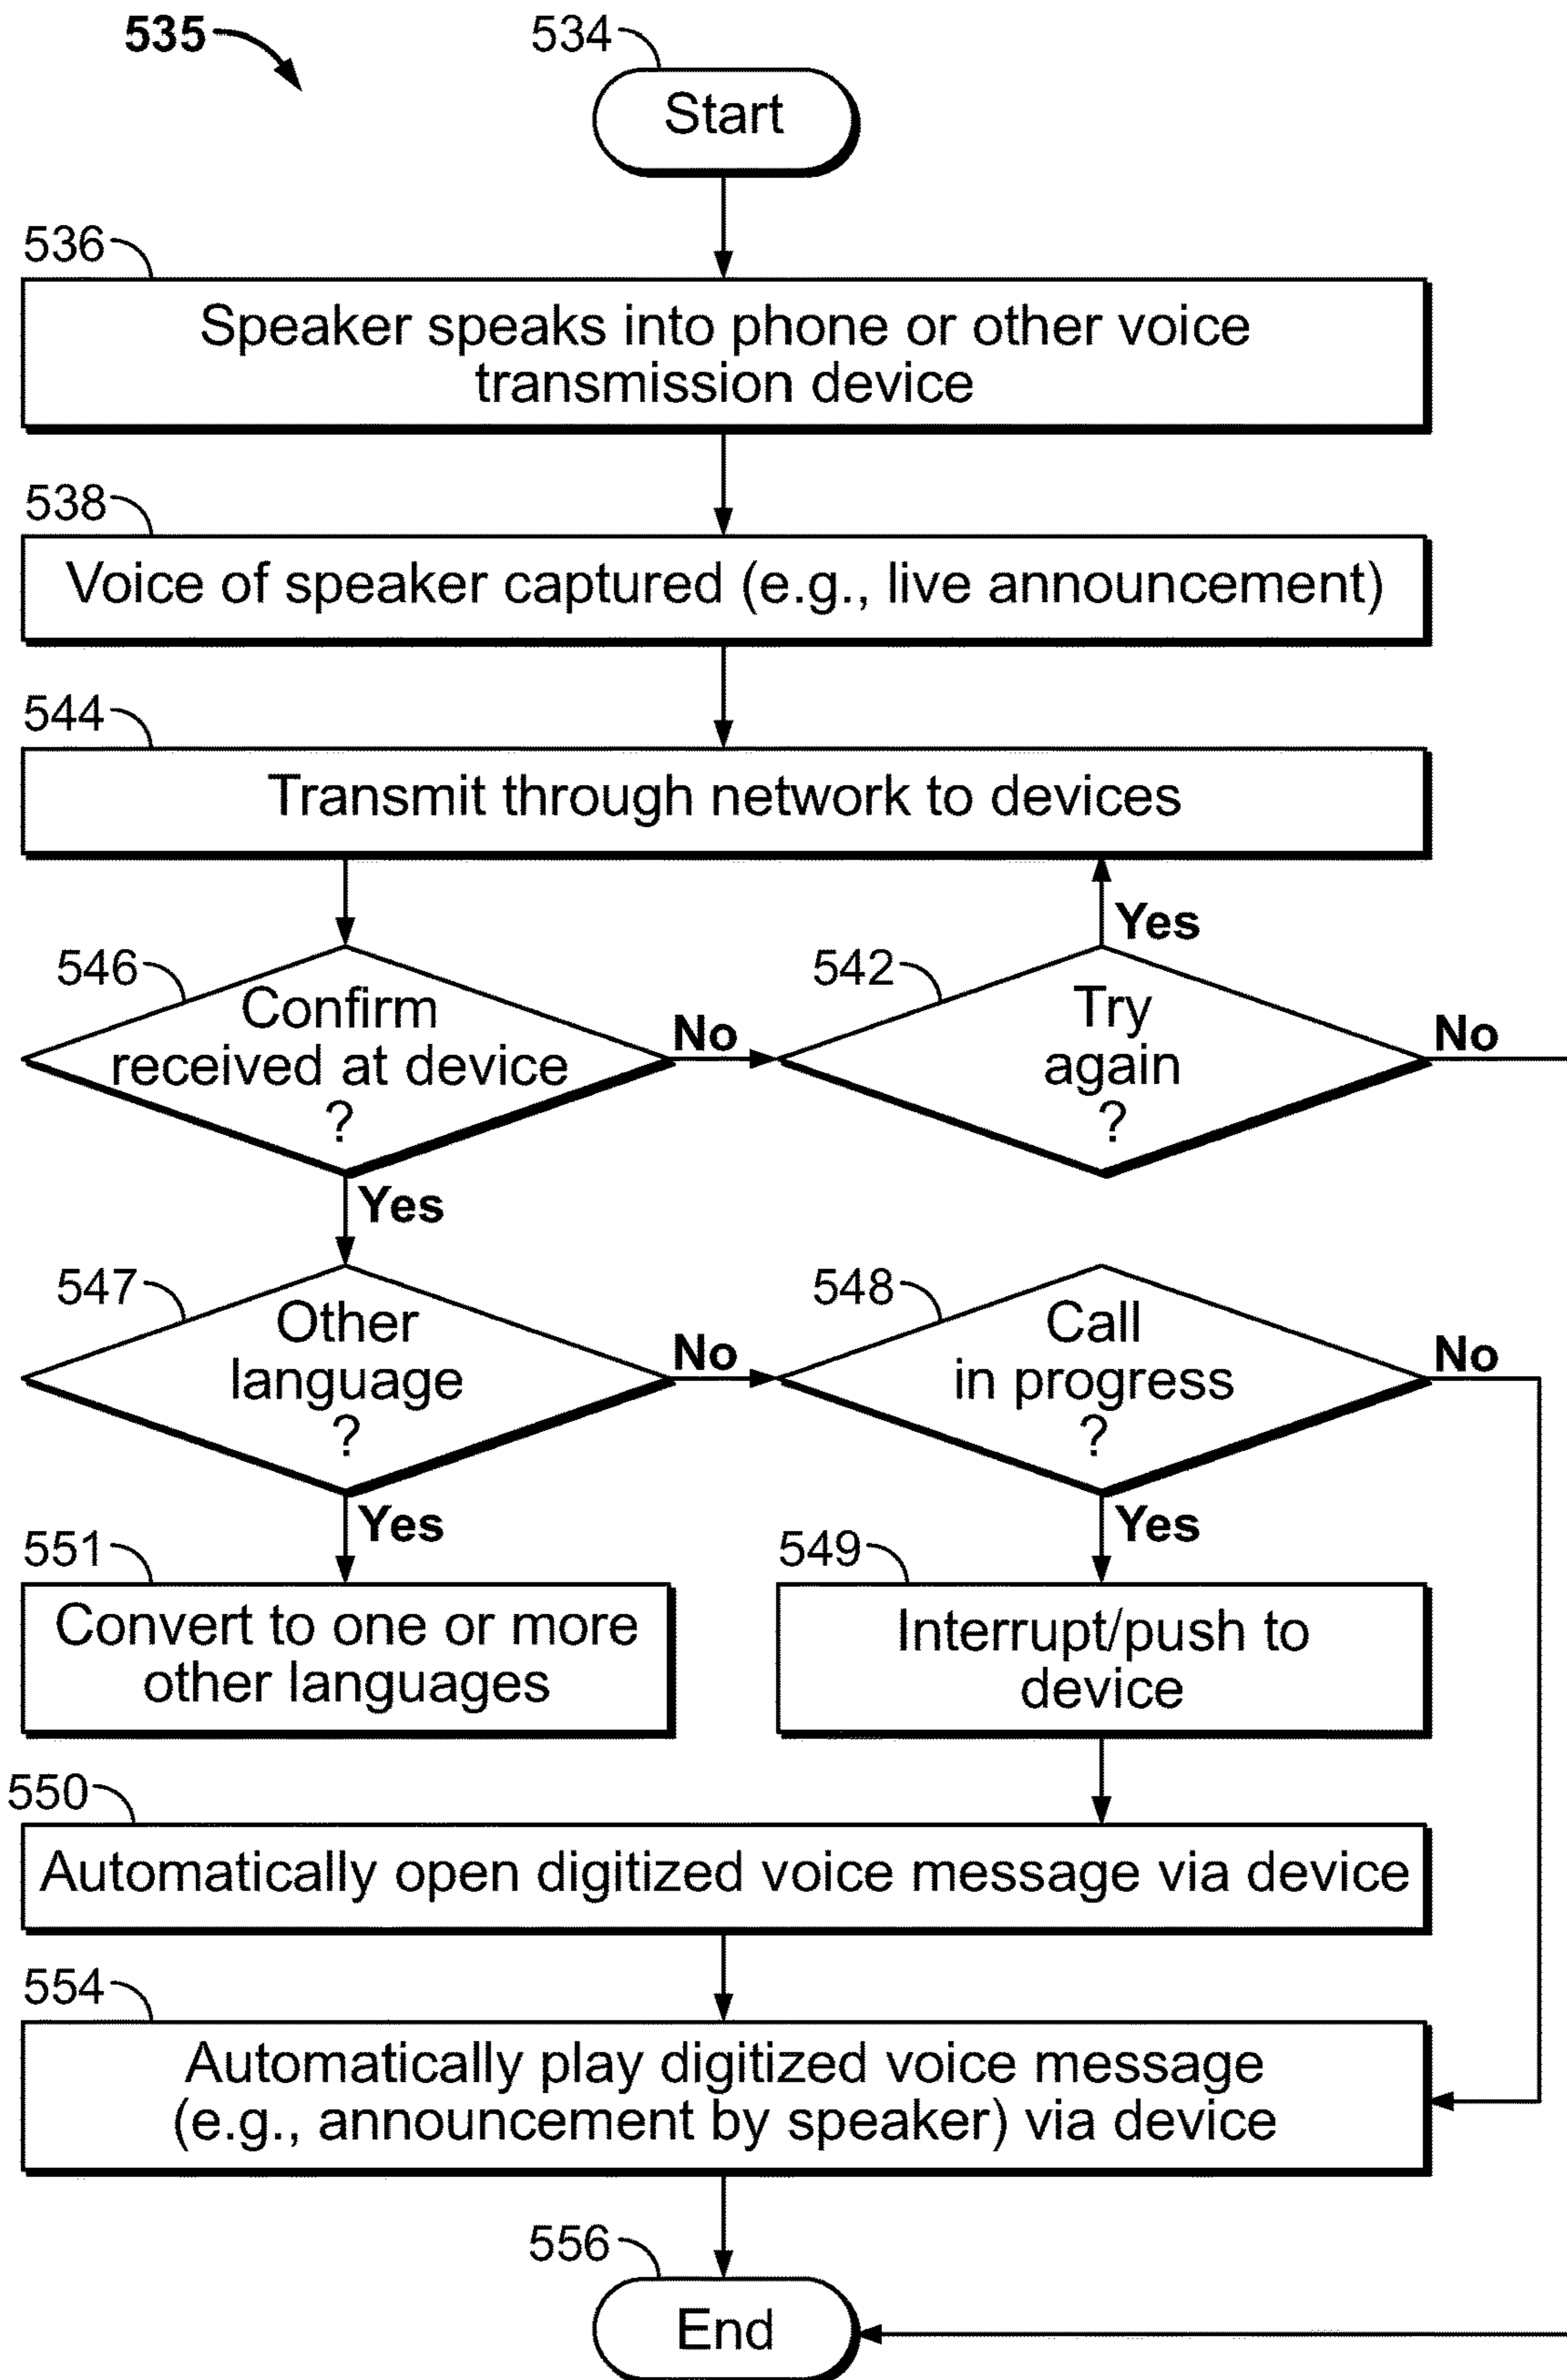 535
534
Start
536
Speaker speaks into phone or other voice
transmission device
538
Voice of speaker captured (e.g., live announcement)
544
Transmit through network to devices
Yes
546
Confirm
received at device
?
No
542
Try
again
?
No
Yes
547
Other
language
?
No
548
Call
in progress
?
No
Yes
Yes
551
Convert to one or more
other languages
549
Interrupt/push to
device
550
Automatically open digitized voice message via device
554
Automatically play digitized voice message
(e.g., announcement by speaker) via device
556
End